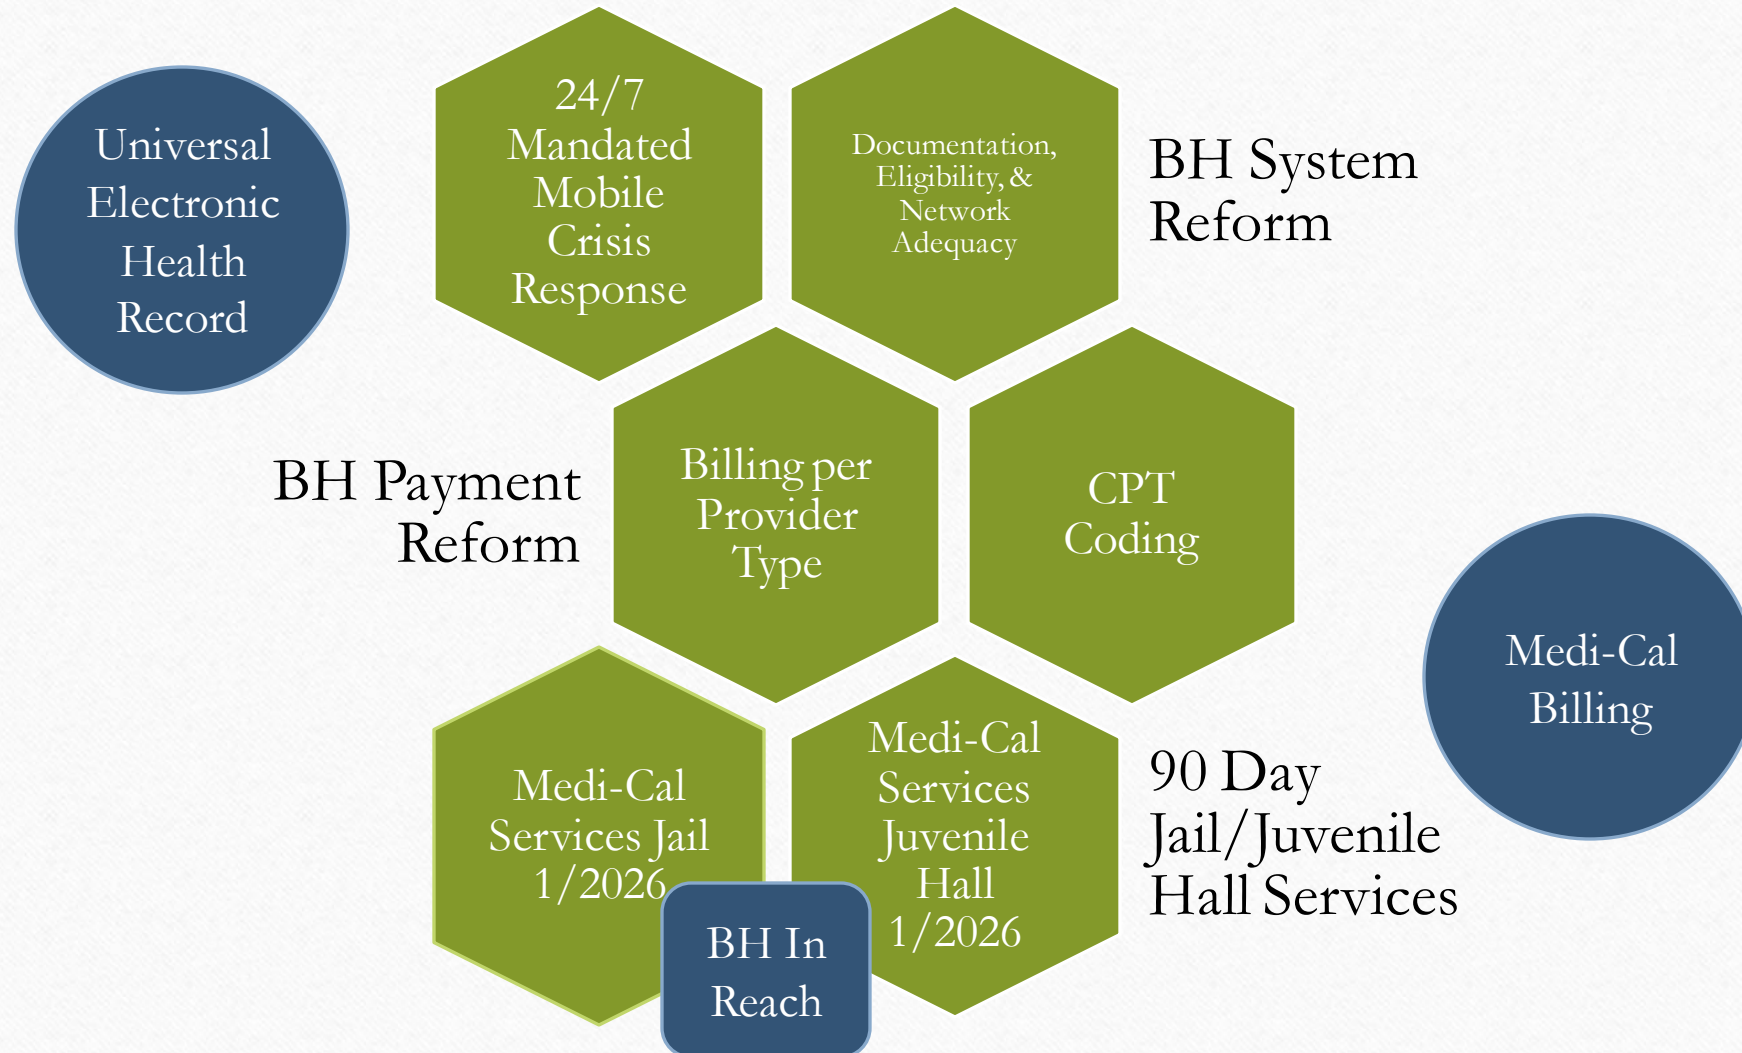 Universal
Electronic
Health
Record
24/7
Mandated
Mobile
Crisis
Response
Documentation,
Eligibility, &
Network
Adequacy
BH System
Reform
BH Payment
Reform
Billing per
Provider
Type
CPT
Coding
Medi-Cal
Billing
Medi-Cal
Services Jail
1/2026
Medi-Cal
Services
Juvenile
Hall
1/2026
90 Day
Jail/Juvenile
Hall Services
BH In
Reach